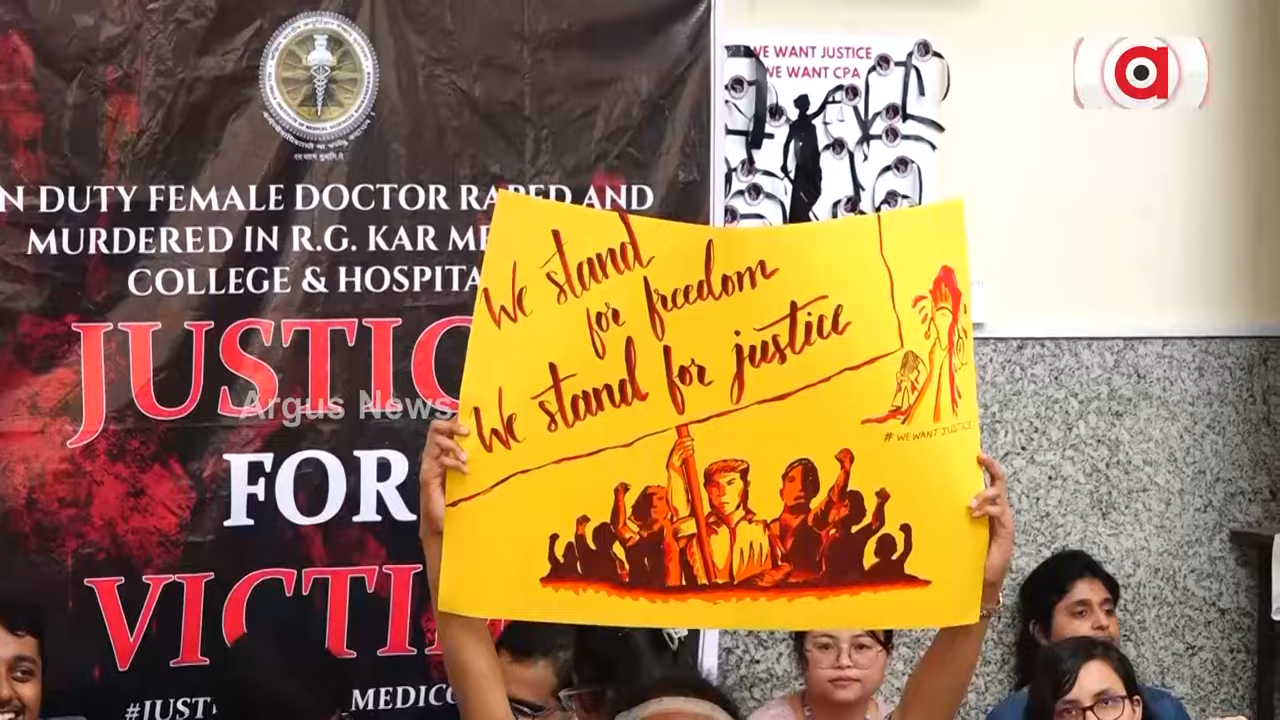 N DUTY FEMALE DOCTOR RAPED AND
MURDERED IN R.G. KAR ME
COLLEGE & HOSPITA
JUSTIC
FOR
VICTI
#JUSTI
MEDICO
WE WANT JUSTICE
WE WANT CPA
We stand
for freedom
We stand for justice
# WE WANT JUSTICE
Argus News
a